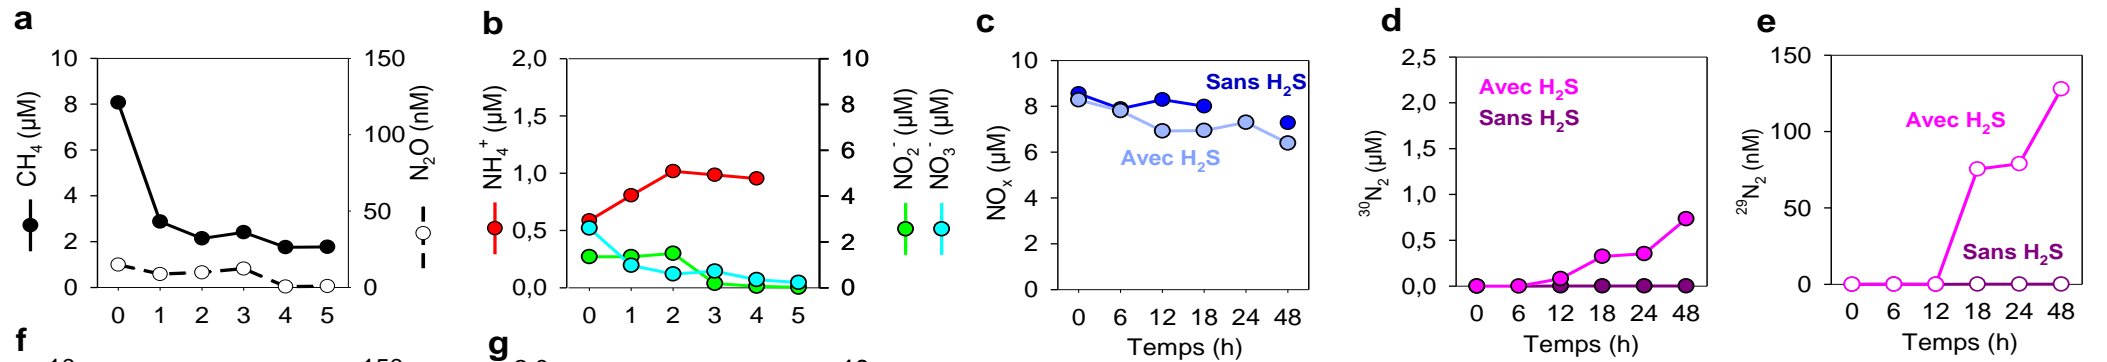 a
10
8
6
4
2
0
CH₄ (µM)
150
100
50
0
N₂O (nM)
0 1 2 3 4 5
b
2,0
1,5
1,0
0,5
0,0
NH₄⁺ (µM)
10
8
6
4
2
0
NO₂⁻ (µM)
NO₃⁻ (µM)
0 1 2 3 4 5
c
10
8
6
4
2
0
NOₓ (µM)
Sans H₂S
Avec H₂S
0 6 12 18 24 48
Temps (h)
d
2,5
2,0
1,5
1,0
0,5
0,0
³⁰N₂ (µM)
Avec H₂S
Sans H₂S
0 6 12 18 24 48
Temps (h)
e
150
100
50
0
²⁹N₂ (nM)
Avec H₂S
Sans H₂S
0 6 12 18 24 48
Temps (h)
f
g